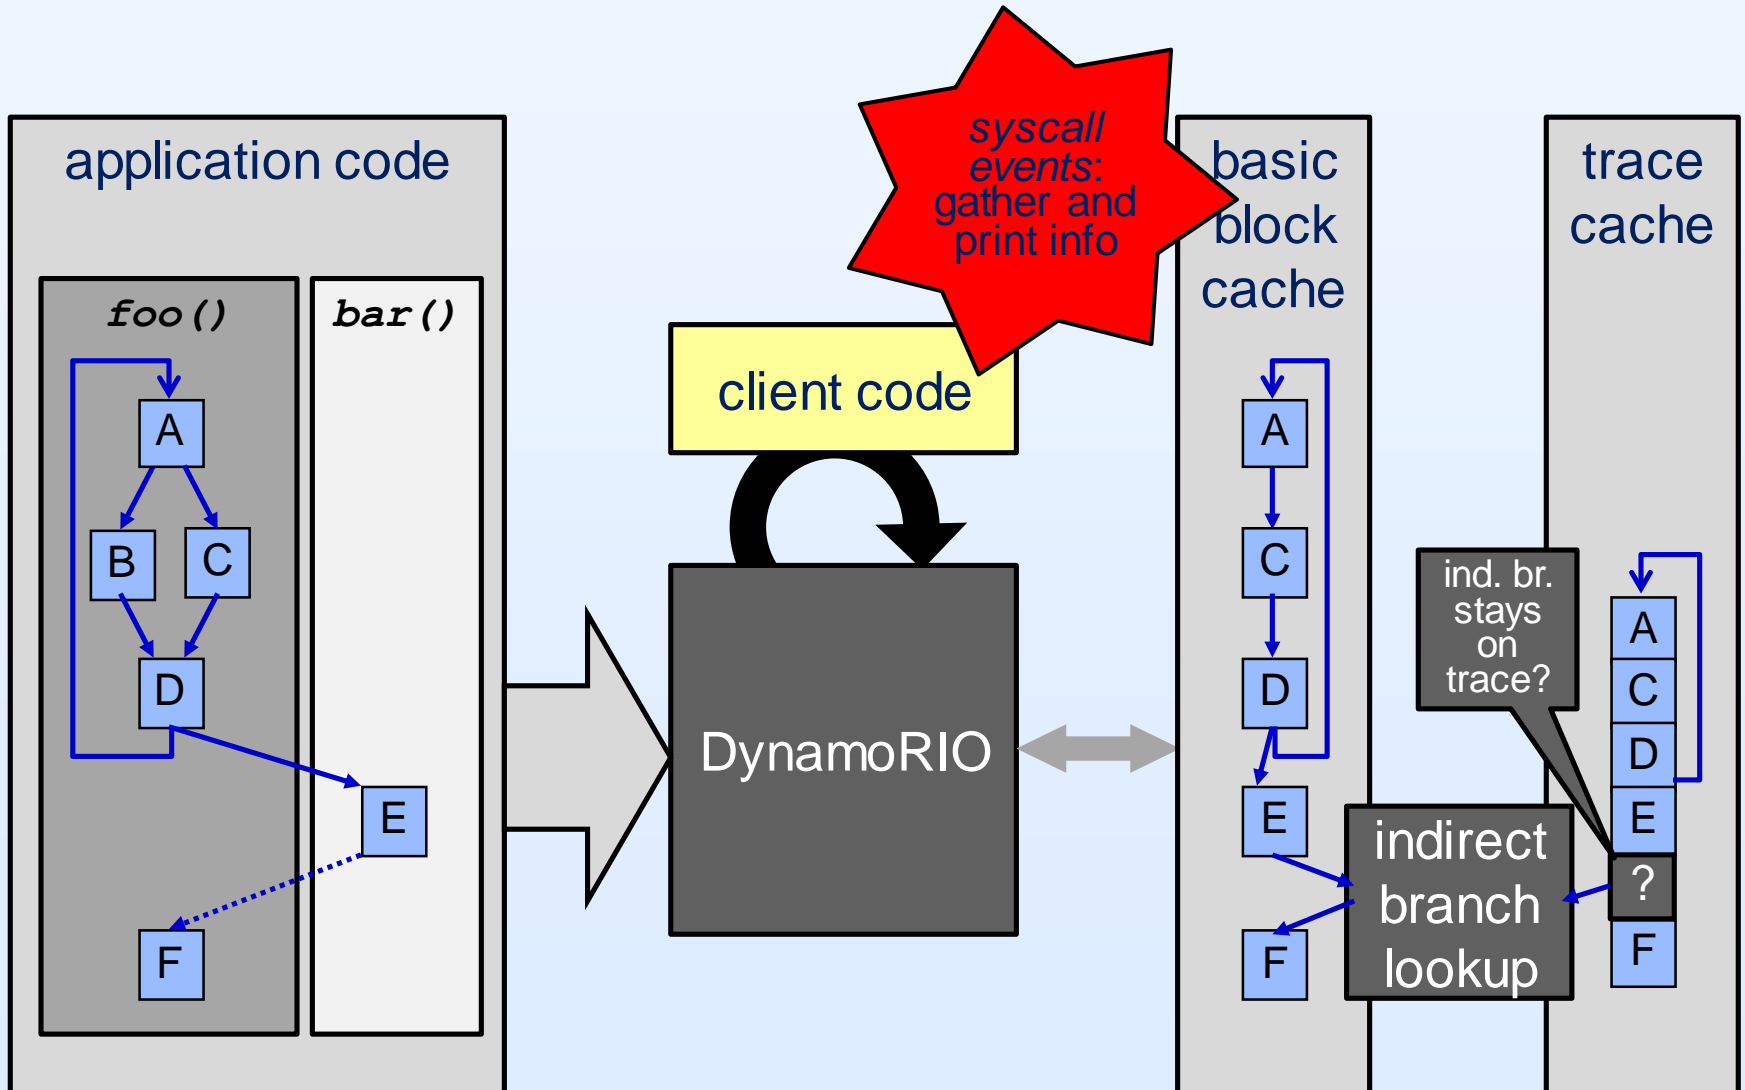 application code
foo()
bar()
A
B
C
D
E
F
syscall
events:
gather and
print info
client code
DynamoRIO
basic
block
cache
A
C
D
E
F
indirect
branch
lookup
trace
cache
ind. br.
stays
on
trace?
A
C
D
E
?
F